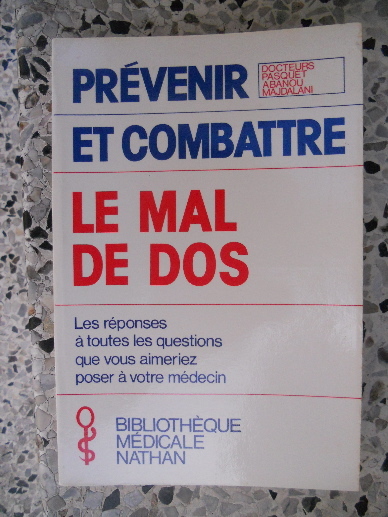 PRÉVENIR
DOCTEURS
PASQUET
ABANOU
MAJDALANI
ET COMBATTRE
LE MAL
DE DOS
Les réponses
à toutes les questions
que vous aimeriez
poser à votre médecin
BIBLIOTHÈQUE
MÉDICALE
NATHAN